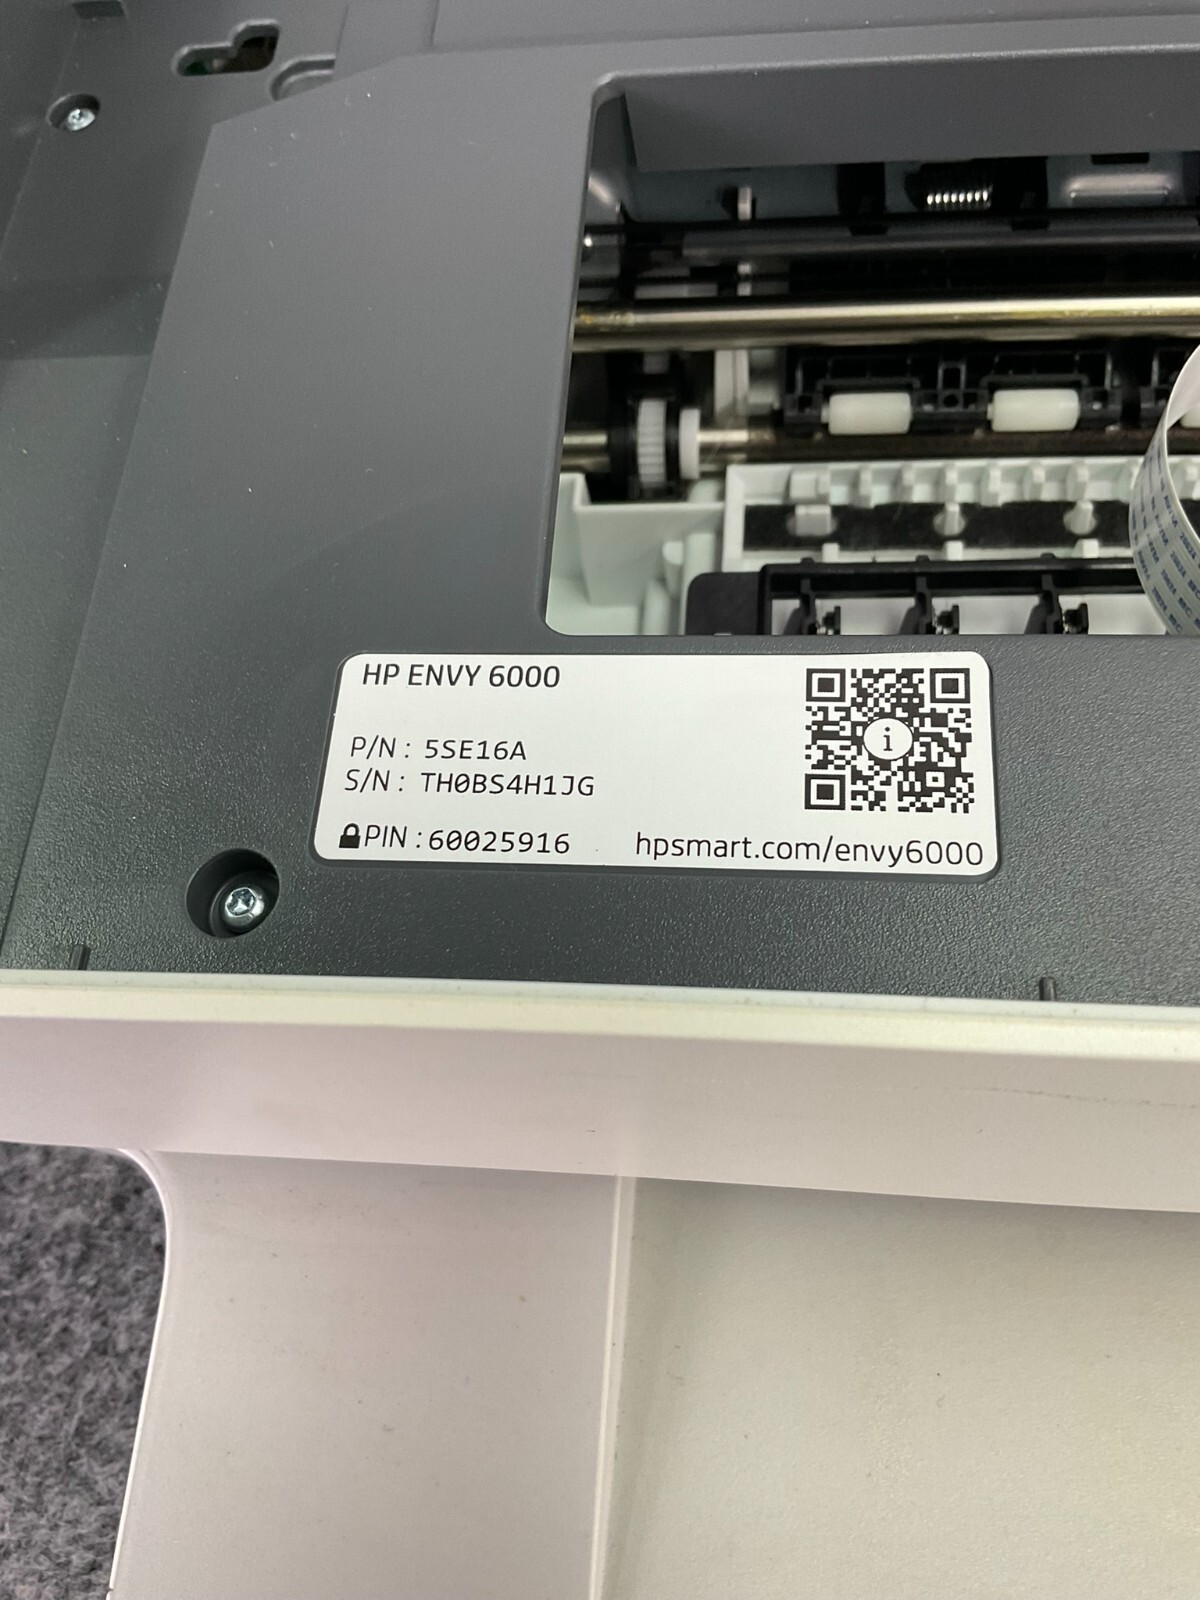 HP ENVY 6000
P/N : 5SE16A
S/N : TH0BS4H1JG
PIN :60025916
hpsmart.com/envy6000